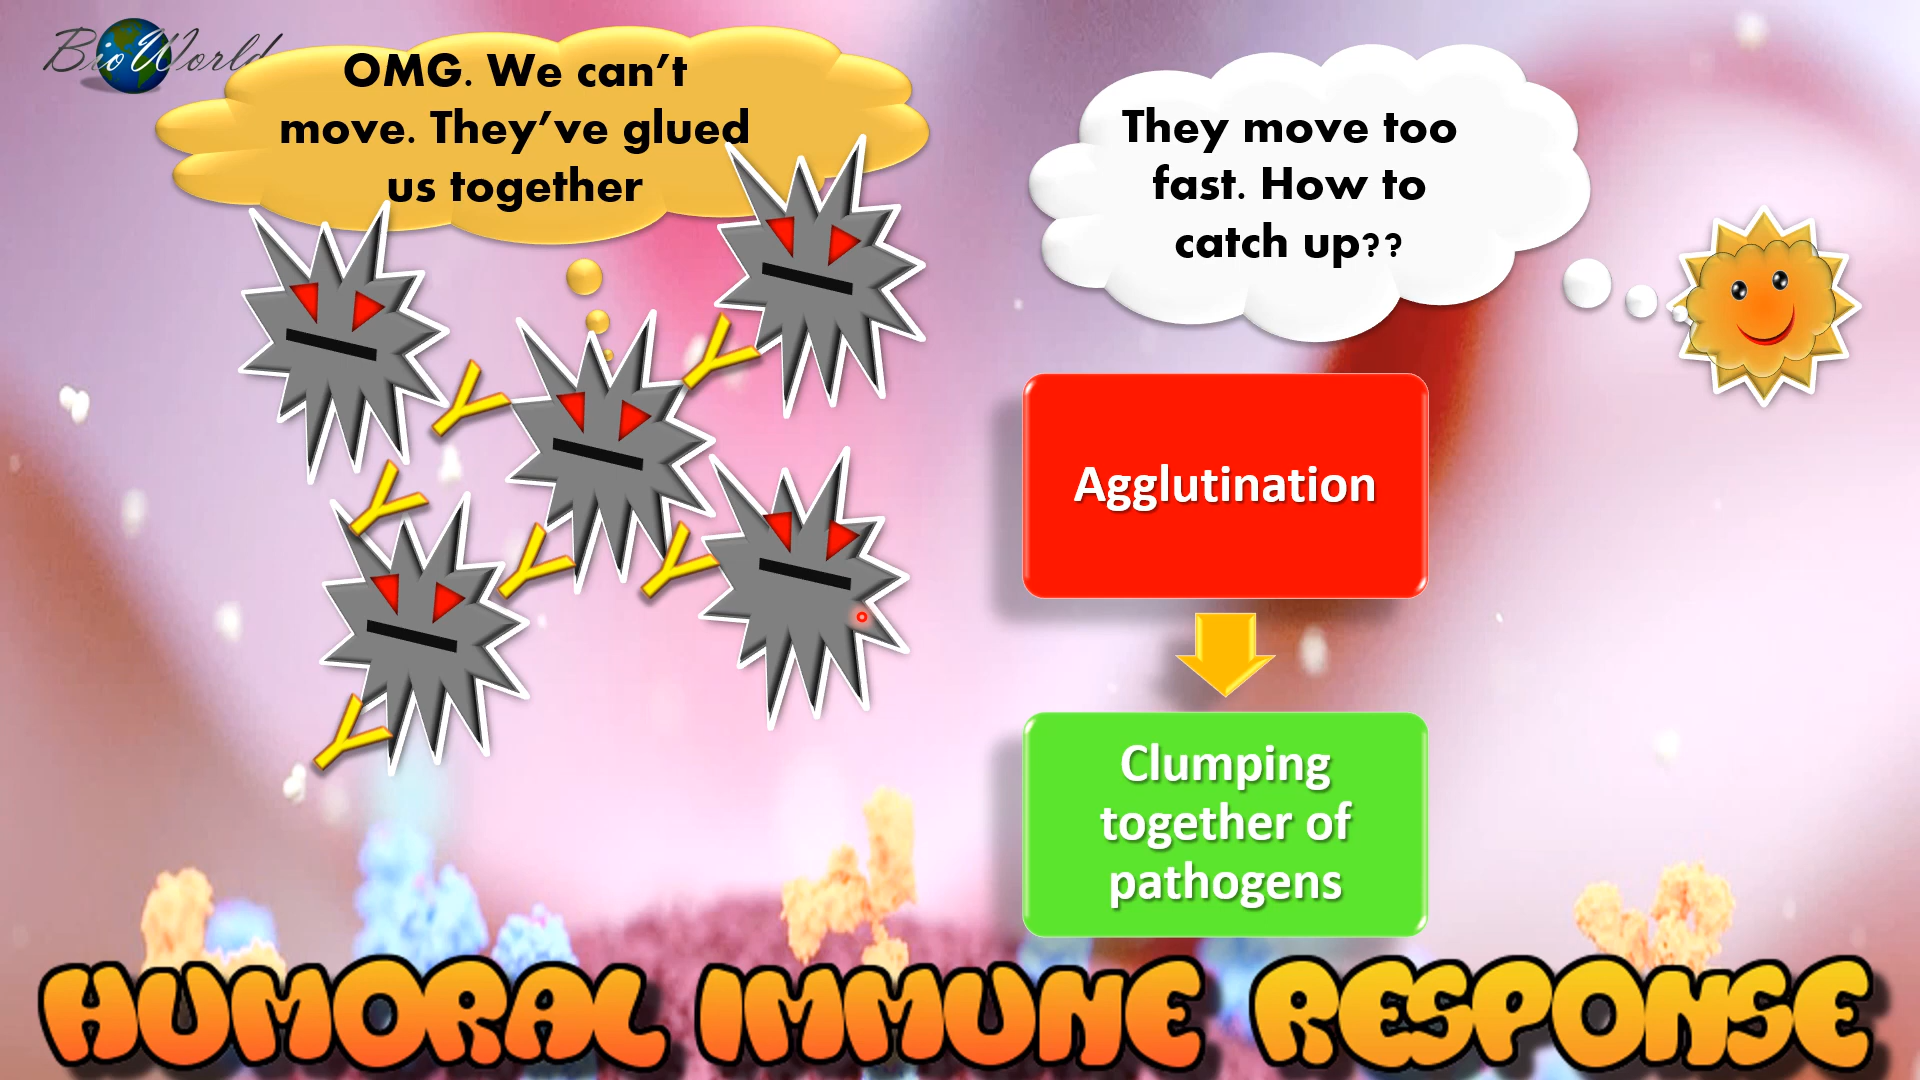 BioWorld
OMG. We can't
move. They've glued
us together
They move too
fast. How to
catch up??
Agglutination
Clumping
together of
pathogens
HUMORAL IMMUNE RESPONSE